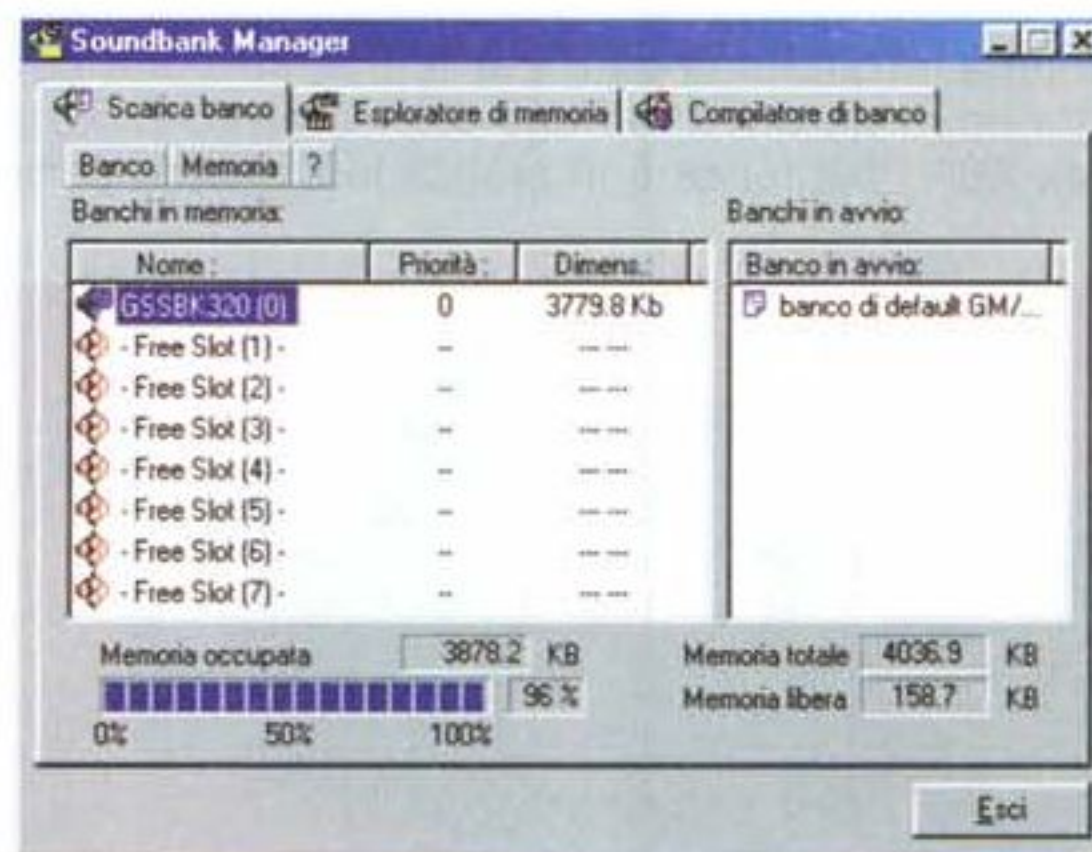 Soundbank Manager
Scarica banco Esploratore di memoria Compilatore di banco
Banco Memoria ?
Banchi in memoria: Banchi in avvio:
Nome : Priorità : Dimens.: Banco in avvio:
GSSBK320 (0) 0 3779.8 Kb banco di default GM/...
- Free Slot (1) - -- --- ---
- Free Slot (2) - -- --- ---
- Free Slot (3) - -- --- ---
- Free Slot (4) - -- --- ---
- Free Slot (5) - -- --- ---
- Free Slot (6) - -- --- ---
- Free Slot (7) - -- --- ---
Memoria occupata 3878.2 KB Memoria totale 4036.9 KB
96 % Memoria libera 158.7 KB
0% 50% 100%
Esci